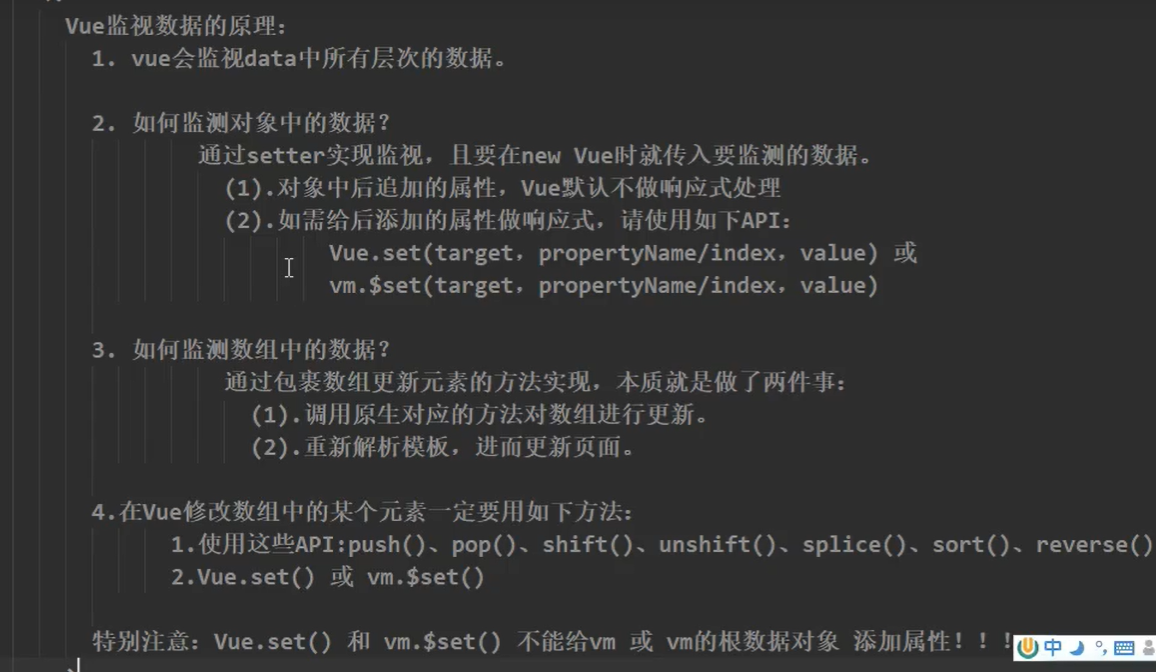 Vue监视数据的原理：
1. vue会监视data中所有层次的数据。
2. 如何监测对象中的数据？
通过setter实现监视，且要在new Vue时就传入要监测的数据。
(1).对象中后追加的属性，Vue默认不做响应式处理
(2).如需给后添加的属性做响应式，请使用如下API：
Vue.set(target，propertyName/index，value) 或
vm.$set(target，propertyName/index，value)
3. 如何监测数组中的数据？
通过包裹数组更新元素的方法实现，本质就是做了两件事：
(1).调用原生对应的方法对数组进行更新。
(2).重新解析模板，进而更新页面。
4.在Vue修改数组中的某个元素一定要用如下方法：
1.使用这些API:push()、pop()、shift()、unshift()、splice()、sort()、reverse()
2.Vue.set() 或 vm.$set()
特别注意：Vue.set() 和 vm.$set() 不能给vm 或 vm的根数据对象 添加属性！！！
中